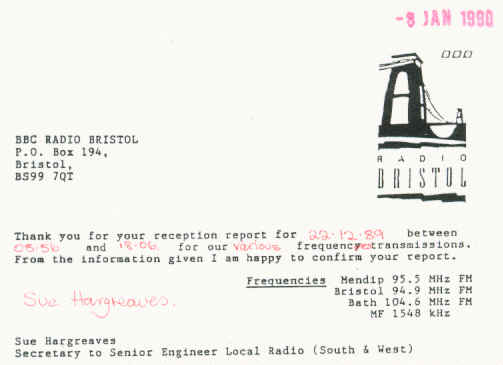 -8 JAN 1990
BBC
RADIO
BRISTOL
BBC RADIO BRISTOL
P.O. Box 194,
Bristol,
BS99 7QT
Thank you for your reception report for 22·12·89 between
05·56 and 18·06 for our various frequency transmissions.
From the information given I am happy to confirm your report.
Frequencies Mendip 95.5 MHz FM
Bristol 94.9 MHz FM
Bath 104.6 MHz FM
MF 1548 kHz
Sue Hargreaves.
Sue Hargreaves
Secretary to Senior Engineer Local Radio (South & West)